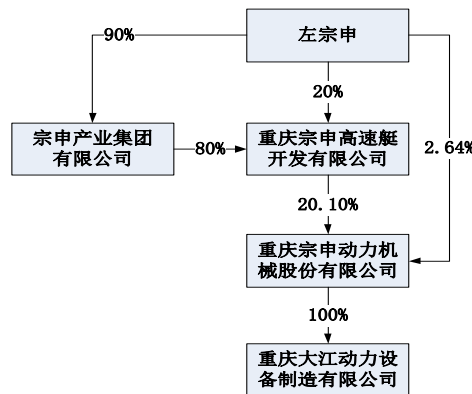 90%
左宗申
20%
宗申产业集团
有限公司
80%
重庆宗申高速艇
开发有限公司
2.64%
20.10%
重庆宗申动力机
械股份有限公司
100%
重庆大江动力设
备制造有限公司